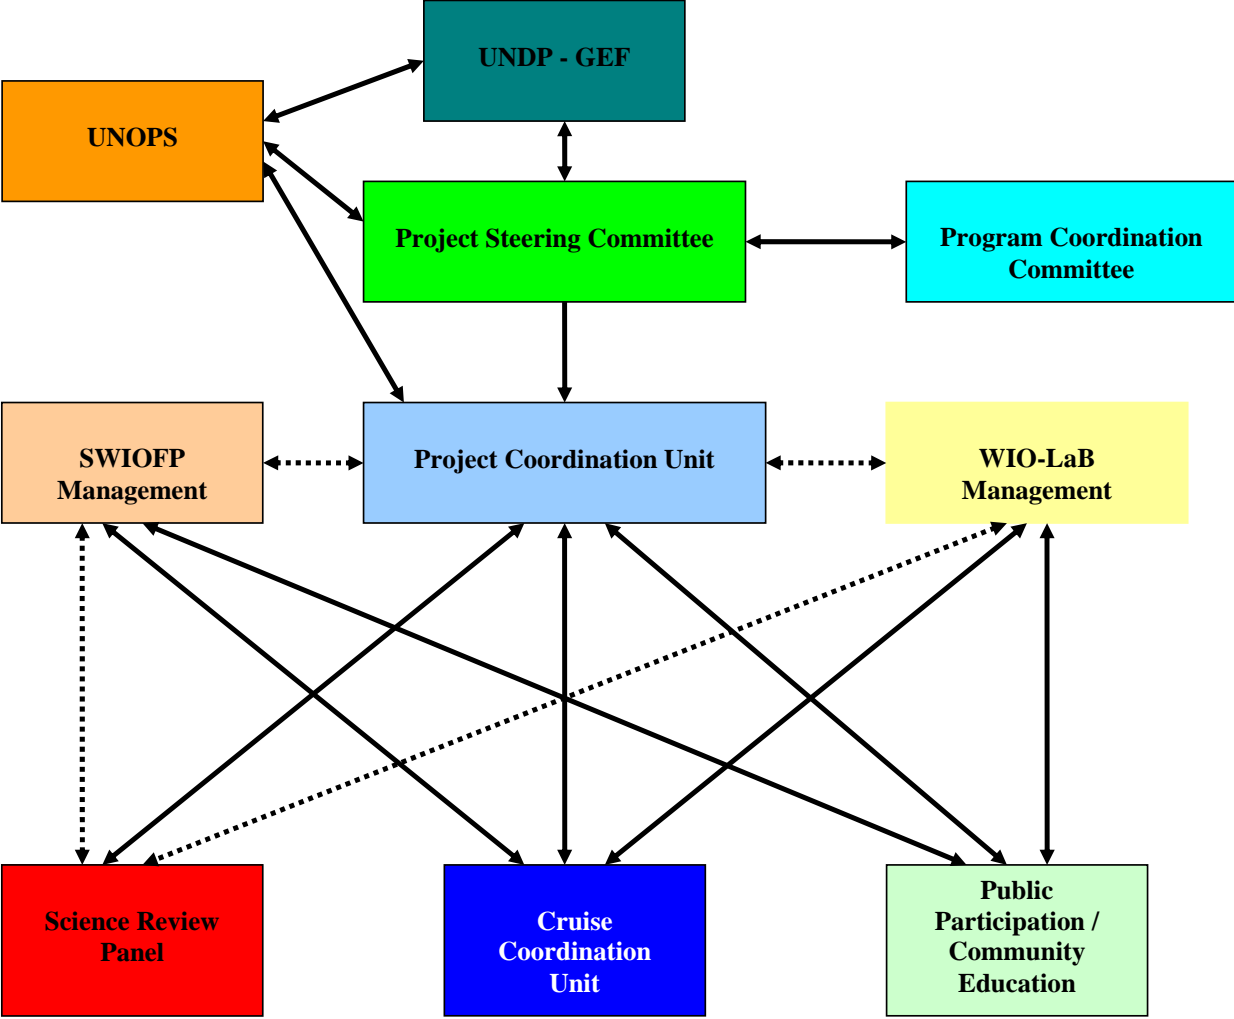 UNDP - GEF
UNOPS
Project Steering Committee
Program Coordination
Committee
SWIOFP
Management
Project Coordination Unit
WIO-LaB
Management
Science Review
Panel
Cruise
Coordination
Unit
Public
Participation /
Community
Education